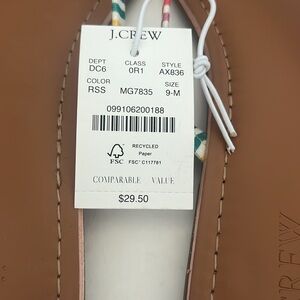 J.CREW
DEPT CLASS STYLE
DC6 0R1 AX836
COLOR SIZE
RSS MG7835 9-M
099106200188
RECYCLED
Paper
FSC FSC® C117781
COMPARABLE VALUE
$29.50